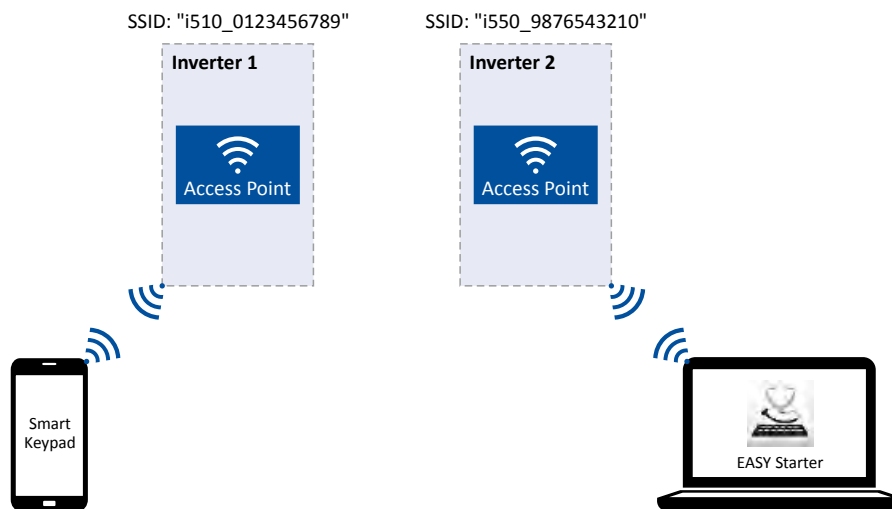 SSID: "i510_0123456789"
SSID: "i550_9876543210"
Inverter 1
Inverter 2
Access Point
Access Point
Smart
Keypad
EASY Starter